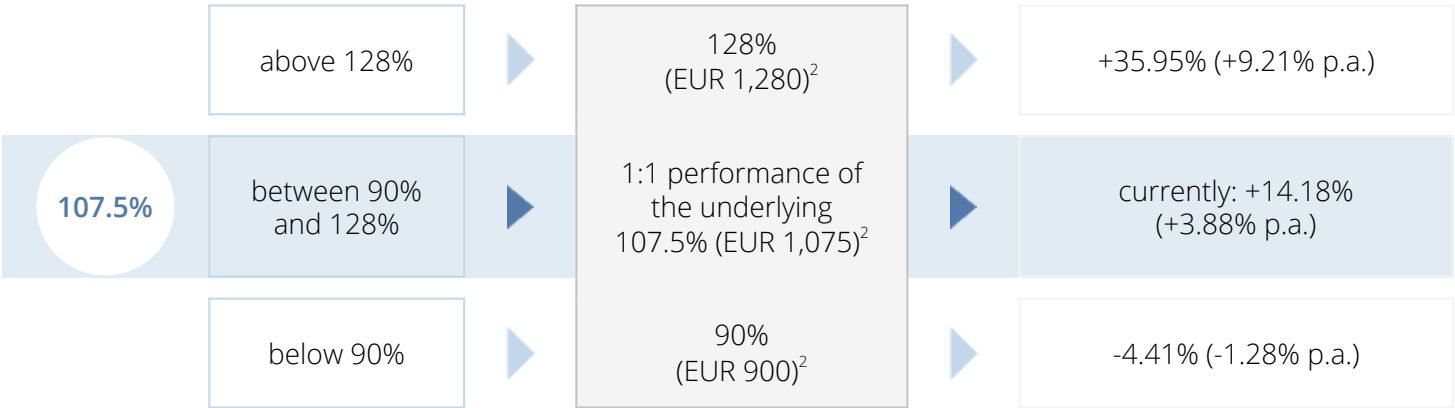 above 128%
128%
(EUR 1,280)²
+35.95% (+9.21% p.a.)
107.5%
between 90%
and 128%
1:1 performance of
the underlying
107.5% (EUR 1,075)²
currently: +14.18%
(+3.88% p.a.)
below 90%
90%
(EUR 900)²
-4.41% (-1.28% p.a.)